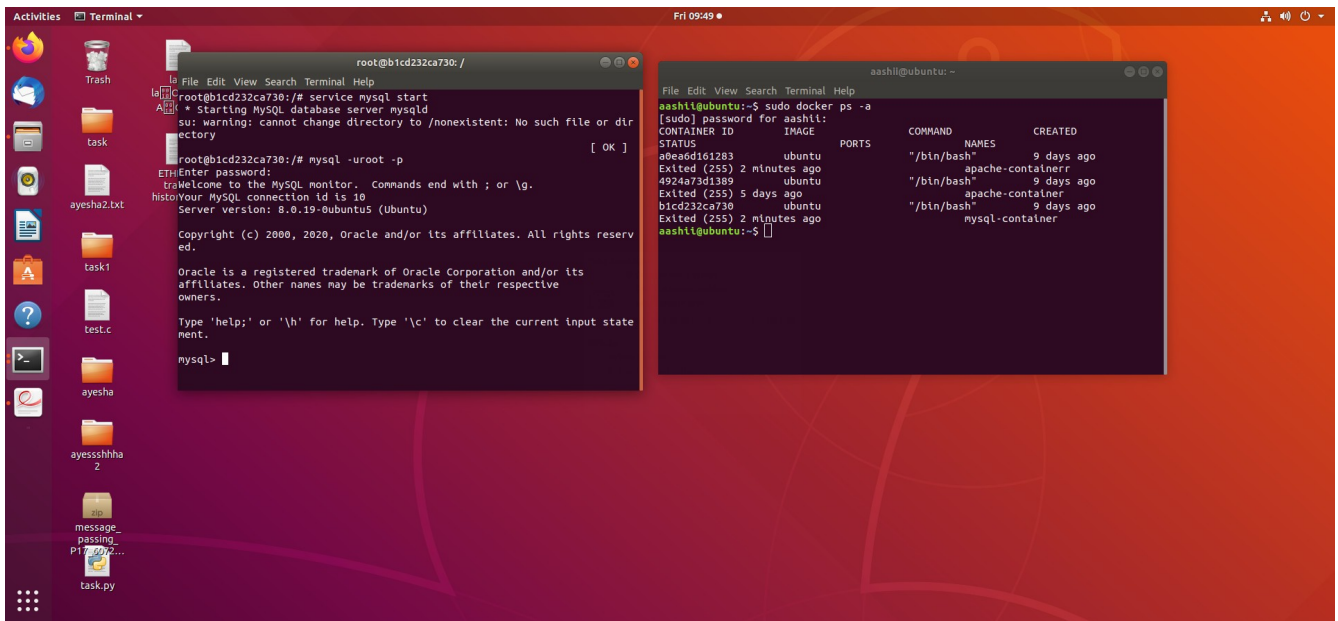 Activities
Terminal
Fri 09:49
Trash
task
ayesha2.txt
task1
test.c
ayesha
ayessshhha
2
zip
message_
passing_
task.py
root@b1cd232ca730: /
File Edit View Search Terminal Help
root@b1cd232ca730:/# service mysql start
* Starting MySQL database server mysqld
su: warning: cannot change directory to /nonexistent: No such file or dir
ectory
[ OK ]
root@b1cd232ca730:/# mysql -uroot -p
Enter password:
Welcome to the MySQL monitor. Commands end with ; or \g.
Your MySQL connection id is 10
Server version: 8.0.19-0ubuntu5 (Ubuntu)
Copyright (c) 2000, 2020, Oracle and/or its affiliates. All rights reserv
ed.
Oracle is a registered trademark of Oracle Corporation and/or its
affiliates. Other names may be trademarks of their respective
owners.
Type 'help;' or '\h' for help. Type '\c' to clear the current input state
ment.
mysql>
aashii@ubuntu: ~
File Edit View Search Terminal Help
aashii@ubuntu:~$ sudo docker ps -a
[sudo] password for aashii:
CONTAINER ID IMAGE COMMAND CREATED
STATUS PORTS NAMES
a0ea6d161283 ubuntu "/bin/bash" 9 days ago
Exited (255) 2 minutes ago apache-containerr
4924a73d1389 ubuntu "/bin/bash" 9 days ago
Exited (255) 5 days ago apache-container
b1cd232ca730 ubuntu "/bin/bash" 9 days ago
Exited (255) 2 minutes ago mysql-container
aashii@ubuntu:~$